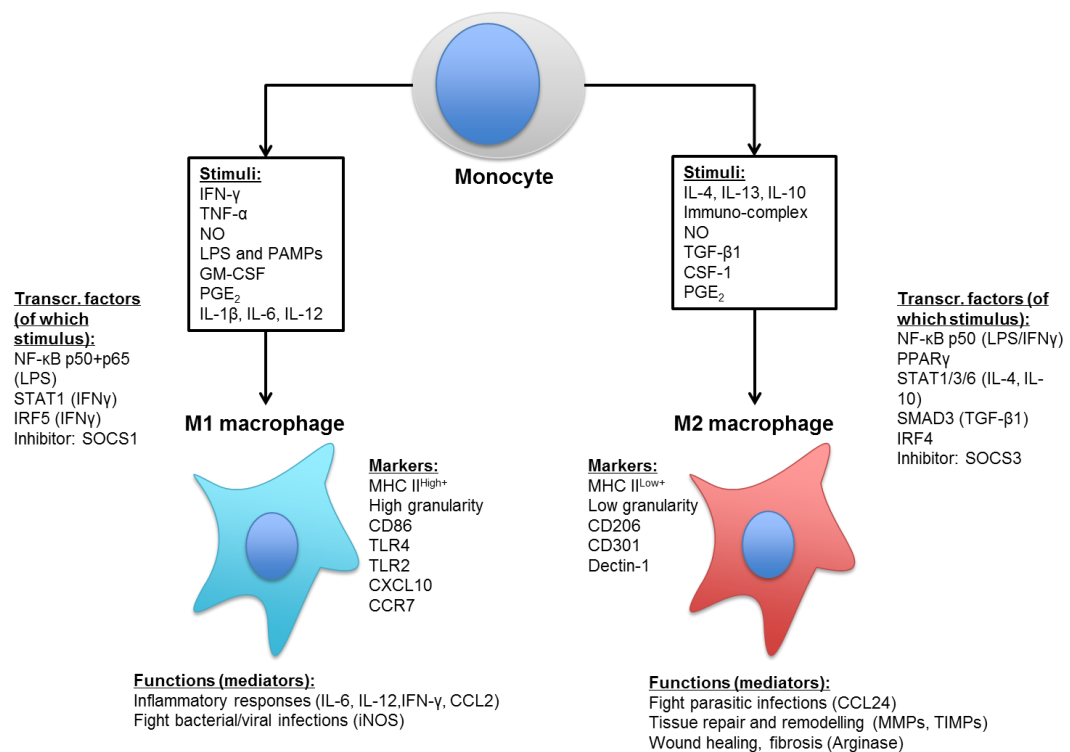 Monocyte
Stimuli:
IFN-γ
TNF-α
NO
LPS and PAMPs
GM-CSF
PGE₂
IL-1β, IL-6, IL-12
Stimuli:
IL-4, IL-13, IL-10
Immuno-complex
NO
TGF-β1
CSF-1
PGE₂
Transcr. factors
(of which
stimulus):
NF-κB p50+p65
(LPS)
STAT1 (IFNγ)
IRF5 (IFNγ)
Inhibitor: SOCS1
Transcr. factors (of
which stimulus):
NF-κB p50 (LPS/IFNγ)
PPARγ
STAT1/3/6 (IL-4, IL-
10)
SMAD3 (TGF-β1)
IRF4
Inhibitor: SOCS3
M1 macrophage
Markers:
MHC IIHigh+
High granularity
CD86
TLR4
TLR2
CXCL10
CCR7
M2 macrophage
Markers:
MHC IILow+
Low granularity
CD206
CD301
Dectin-1
Functions (mediators):
Inflammatory responses (IL-6, IL-12,IFN-γ, CCL2)
Fight bacterial/viral infections (iNOS)
Functions (mediators):
Fight parasitic infections (CCL24)
Tissue repair and remodelling (MMPs, TIMPs)
Wound healing, fibrosis (Arginase)